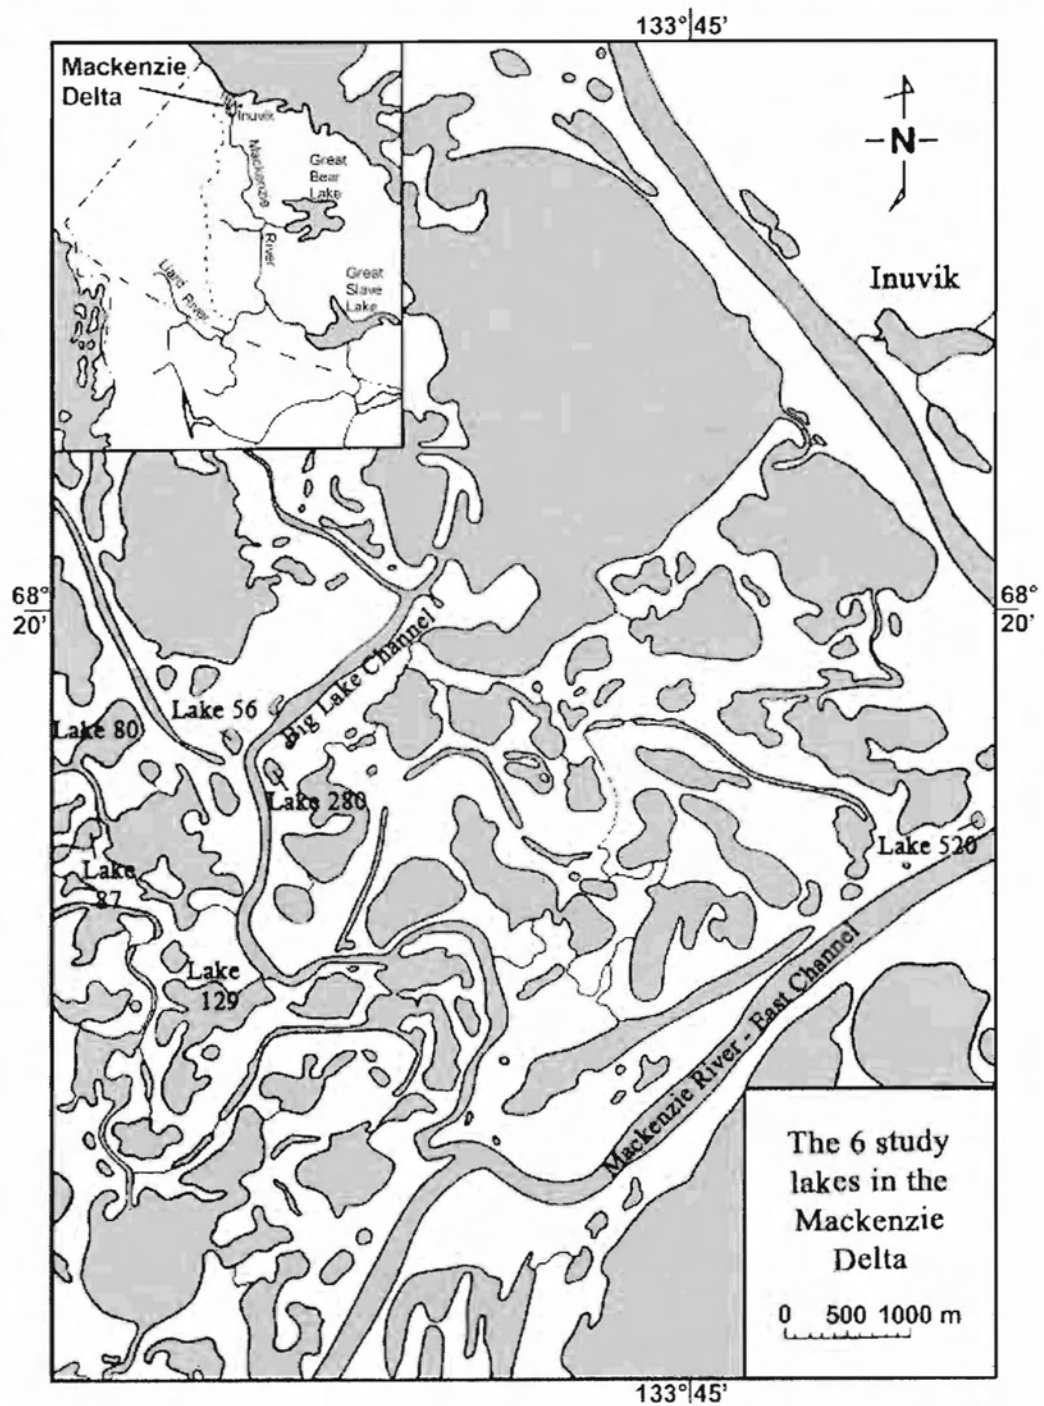 133° 45'
Mackenzie
Delta
Inuvik
Mackenzie
River
Great
Bear
Lake
Great
Slave
Lake
Liard River
N
Inuvik
68°
20'
68°
20'
Big Lake Channel
Lake 56
Lake 80
Lake 280
Lake 520
Lake
87
Lake
129
Mackenzie River - East Channel
The 6 study
lakes in the
Mackenzie
Delta
0 500 1000 m
133° 45'